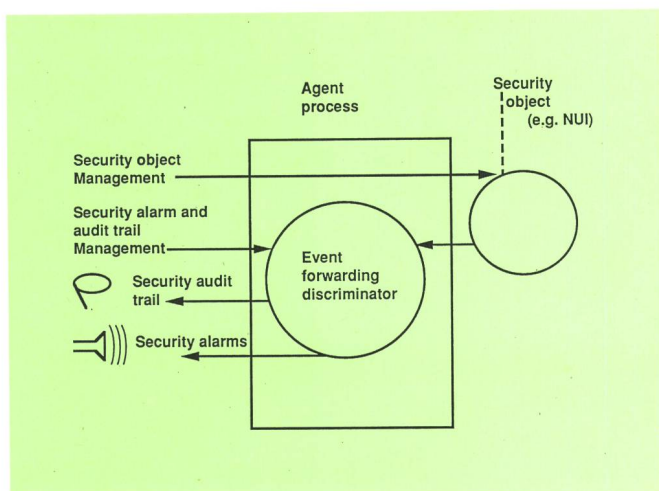 Agent
process
Security
object
(e.g. NUI)
Security object
Management
Security alarm and
audit trail
Management
Event
forwarding
discriminator
Security audit
trail
Security alarms